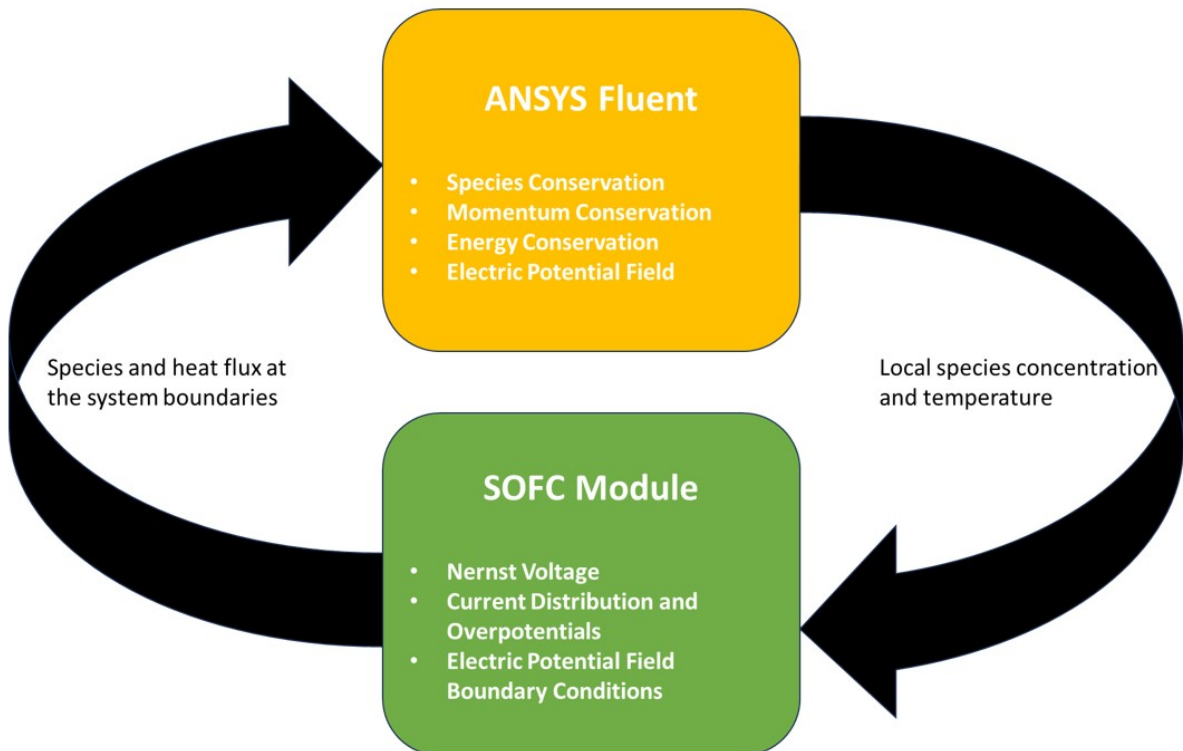 ANSYS Fluent
• Species Conservation
• Momentum Conservation
• Energy Conservation
• Electric Potential Field
Species and heat flux at
the system boundaries
Local species concentration
and temperature
SOFC Module
• Nernst Voltage
• Current Distribution and
Overpotentials
• Electric Potential Field
Boundary Conditions